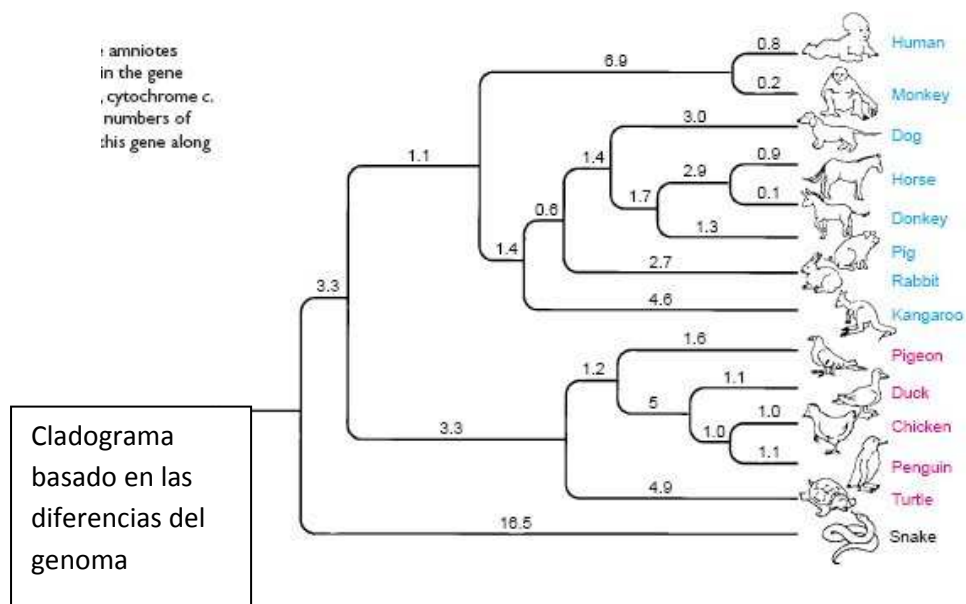 e amniotes
in the gene
, cytochrome c.
numbers of
this gene along
0.8
Human
6.9
0.2
Monkey
3.0
Dog
1.4
0.9
Horse
2.9
1.1
1.7
0.1
Donkey
0.6
1.3
Pig
1.4
2.7
Rabbit
3.3
4.6
Kangaroo
1.6
Pigeon
1.2
1.1
Duck
5
1.0
Chicken
3.3
1.0
1.1
Penguin
4.9
Turtle
16.5
Snake
Cladograma
basado en las
diferencias del
genoma